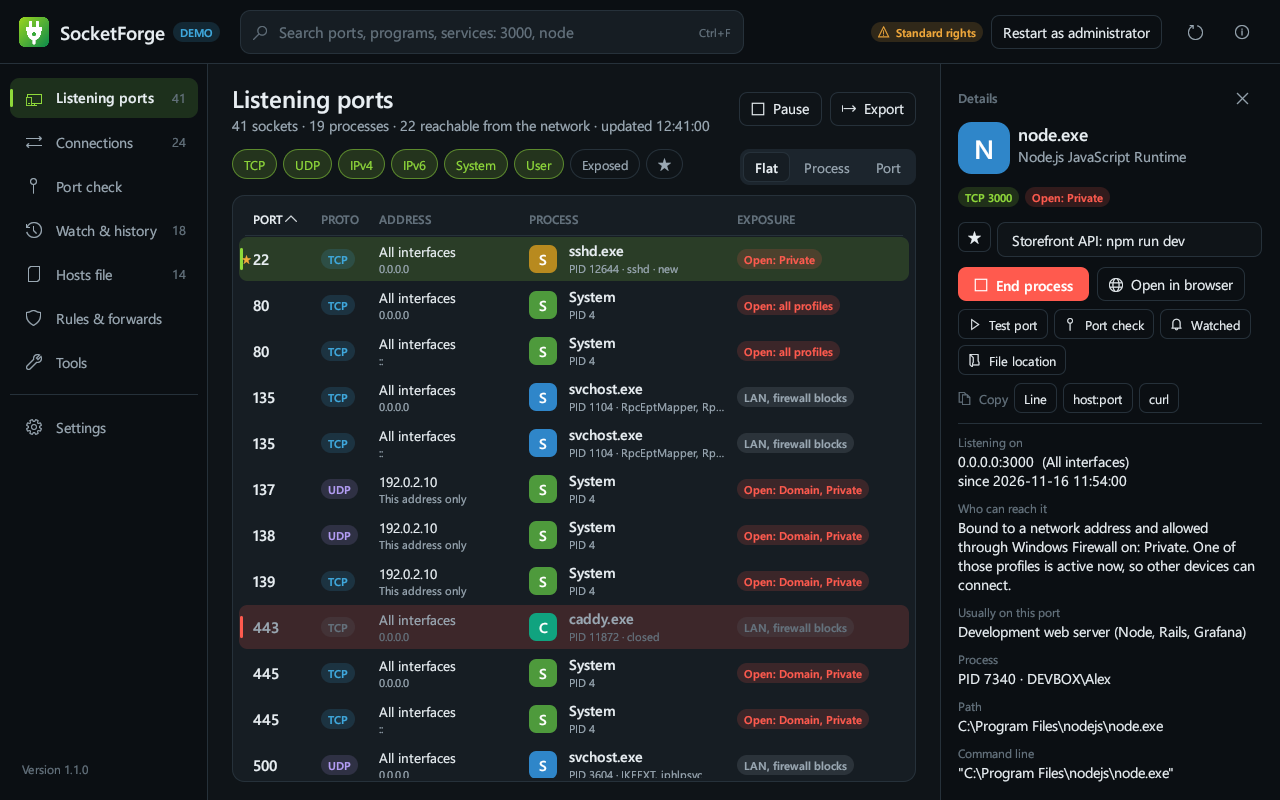 SocketForge DEMO
Search ports, programs, services: 3000, node Ctrl+F
Standard rights
Restart as administrator
Listening ports 41
Connections 24
Port check
Watch & history 18
Hosts file 14
Rules & forwards
Tools
Settings
Version 1.1.0
Listening ports
41 sockets · 19 processes · 22 reachable from the network · updated 12:41:00
Pause
Export
TCP UDP IPv4 IPv6 System User Exposed ★
Flat Process Port
PORT PROTO ADDRESS PROCESS EXPOSURE
★ 22 TCP All interfaces S sshd.exe Open: Private
0.0.0.0 PID 12644 · sshd · new
80 TCP All interfaces S System Open: all profiles
0.0.0.0 PID 4
80 TCP All interfaces S System Open: all profiles
:: PID 4
135 TCP All interfaces S svchost.exe LAN, firewall blocks
0.0.0.0 PID 1104 · RpcEptMapper, Rp...
135 TCP All interfaces S svchost.exe LAN, firewall blocks
:: PID 1104 · RpcEptMapper, Rp...
137 UDP 192.0.2.10 S System Open: Domain, Private
This address only PID 4
138 UDP 192.0.2.10 S System Open: Domain, Private
This address only PID 4
139 TCP 192.0.2.10 S System Open: Domain, Private
This address only PID 4
443 TCP All interfaces C caddy.exe LAN, firewall blocks
0.0.0.0 PID 11872 · closed
445 TCP All interfaces S System Open: Domain, Private
0.0.0.0 PID 4
445 TCP All interfaces S System Open: Domain, Private
:: PID 4
500 UDP All interfaces S svchost.exe LAN, firewall blocks
0.0.0.0 PID 3604 · IKEEXT, iphlpsvc
Details
N node.exe
Node.js JavaScript Runtime
TCP 3000 Open: Private
★ Storefront API: npm run dev
End process
Open in browser
Test port
Port check
Watched
File location
Copy Line host:port curl
Listening on
0.0.0.0:3000 (All interfaces)
since 2026-11-16 11:54:00
Who can reach it
Bound to a network address and allowed
through Windows Firewall on: Private. One of
those profiles is active now, so other devices can
connect.
Usually on this port
Development web server (Node, Rails, Grafana)
Process
PID 7340 · DEVBOX\Alex
Path
C:\Program Files\nodejs\node.exe
Command line
"C:\Program Files\nodejs\node.exe"